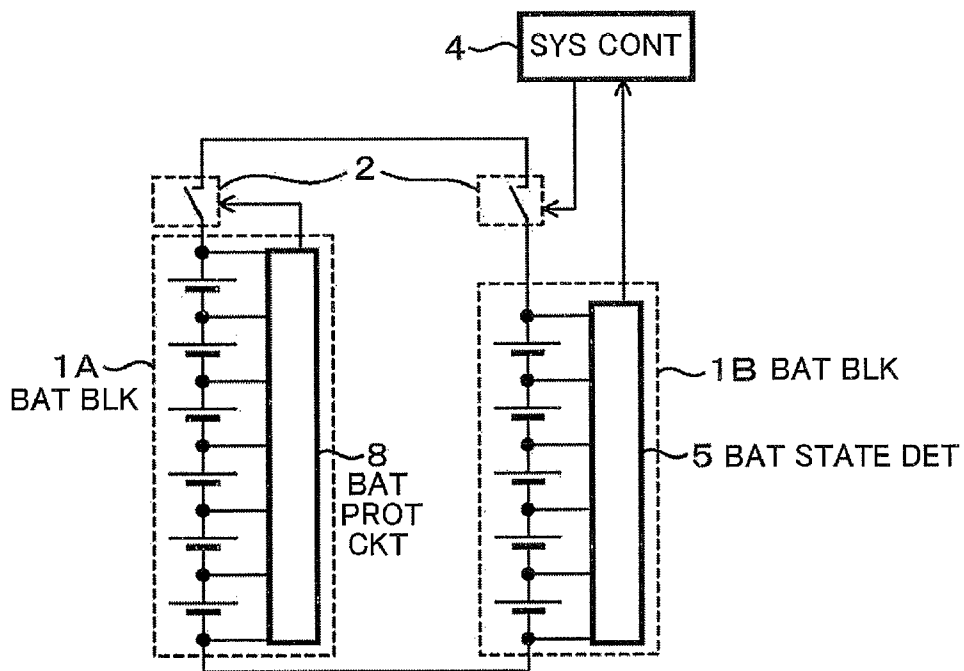 4 SYS CONT
2
1A
BAT BLK
1B BAT BLK
8
BAT
PROT
CKT
5 BAT STATE DET